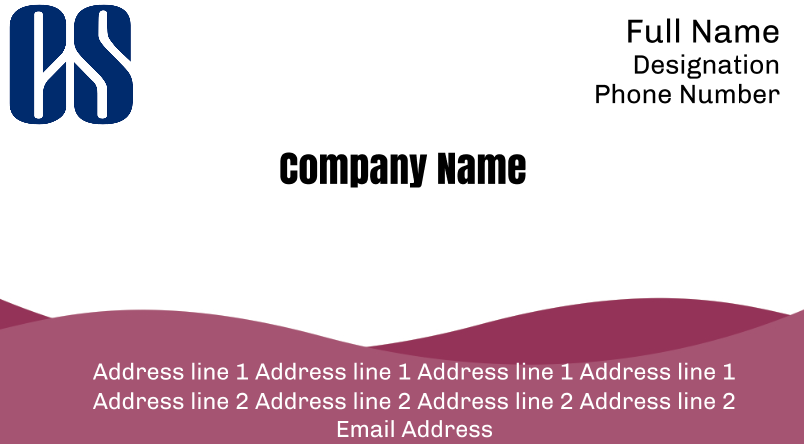 CS
Full Name
Designation
Phone Number
Company Name
Address line 1 Address line 1 Address line 1 Address line 1
Address line 2 Address line 2 Address line 2 Address line 2
Email Address